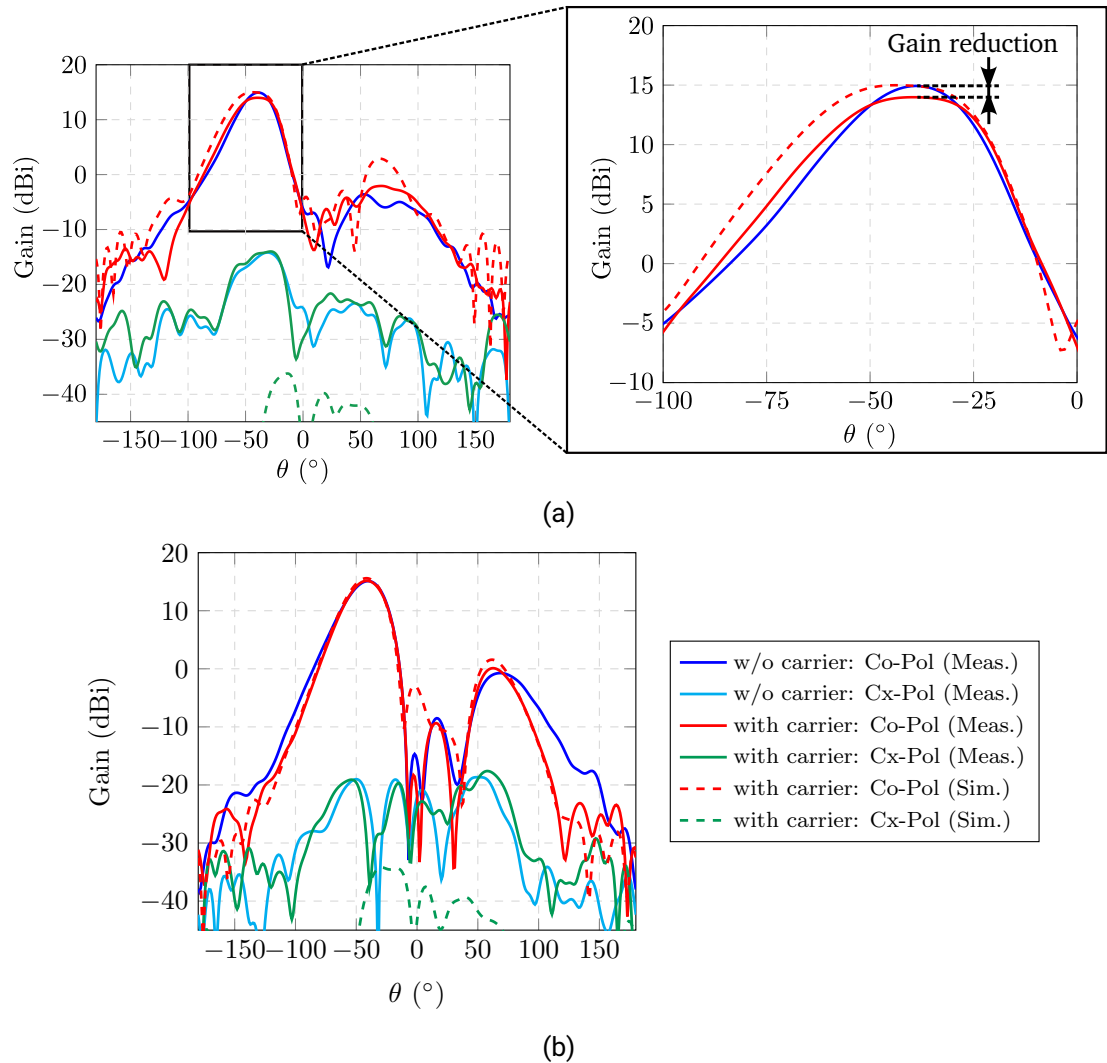 20
10
0
−10
−20
−30
−40
Gain (dBi)
−150
−100
−50
0
50
100
150
θ (°)
Gain reduction
20
15
10
5
0
−5
−10
Gain (dBi)
−100
−75
−50
−25
0
θ (°)
(a)
20
10
0
−10
−20
−30
−40
Gain (dBi)
−150
−100
−50
0
50
100
150
θ (°)
w/o carrier: Co-Pol (Meas.)
w/o carrier: Cx-Pol (Meas.)
with carrier: Co-Pol (Meas.)
with carrier: Cx-Pol (Meas.)
with carrier: Co-Pol (Sim.)
with carrier: Cx-Pol (Sim.)
(b)